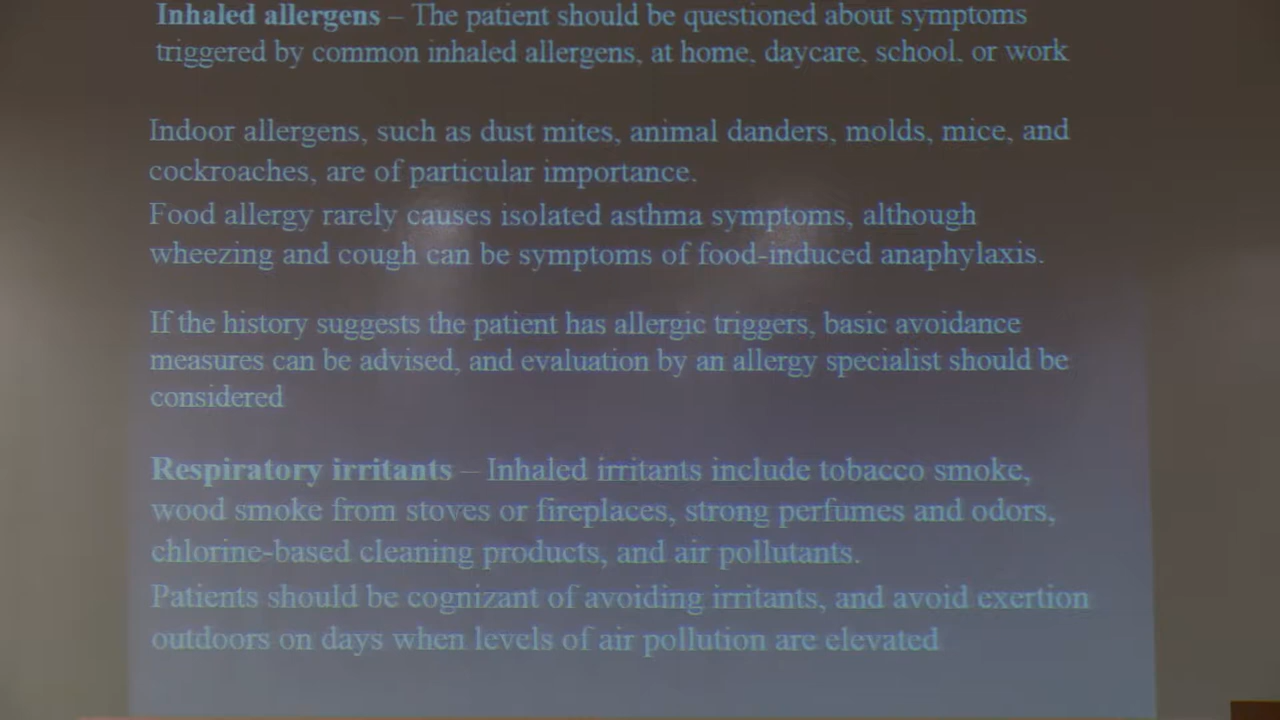 Inhaled allergens – The patient should be questioned about symptoms
triggered by common inhaled allergens, at home, daycare, school, or work
Indoor allergens, such as dust mites, animal danders, molds, mice, and
cockroaches, are of particular importance.
Food allergy rarely causes isolated asthma symptoms, although
wheezing and cough can be symptoms of food-induced anaphylaxis.
If the history suggests the patient has allergic triggers, basic avoidance
measures can be advised, and evaluation by an allergy specialist should be
considered
Respiratory irritants – Inhaled irritants include tobacco smoke,
wood smoke from stoves or fireplaces, strong perfumes and odors,
chlorine-based cleaning products, and air pollutants.
Patients should be cognizant of avoiding irritants, and avoid exertion
outdoors on days when levels of air pollution are elevated